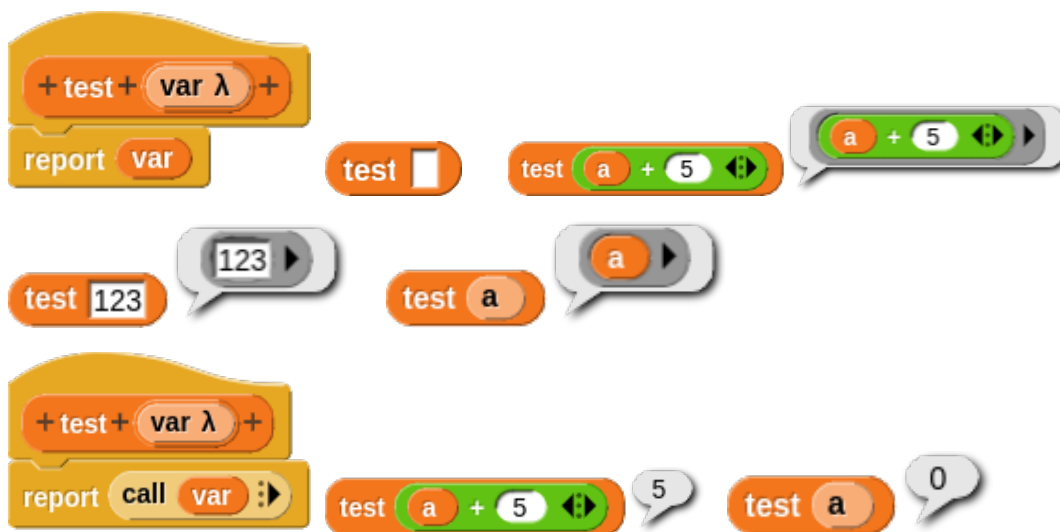 + test + var λ +
report var
test
test a + 5
a + 5
test 123
123
test a
a
+ test + var λ +
report call var
test a + 5
5
test a
0